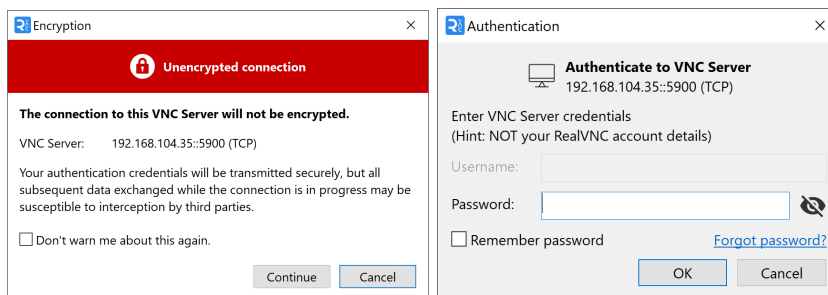 Encryption
Unencrypted connection
The connection to this VNC Server will not be encrypted.
VNC Server: 192.168.104.35::5900 (TCP)
Your authentication credentials will be transmitted securely, but all
subsequent data exchanged while the connection is in progress may be
susceptible to interception by third parties.
Don't warn me about this again.
Continue Cancel
Authentication
Authenticate to VNC Server
192.168.104.35::5900 (TCP)
Enter VNC Server credentials
(Hint: NOT your RealVNC account details)
Username:
Password:
Remember password Forgot password?
OK Cancel